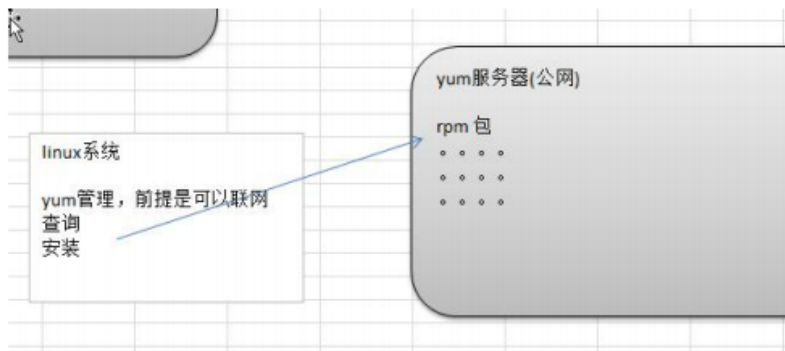 yum服务器(公网)
rpm 包
。。。。
。。。。
。。。。
linux系统
yum管理，前提是可以联网
查询
安装